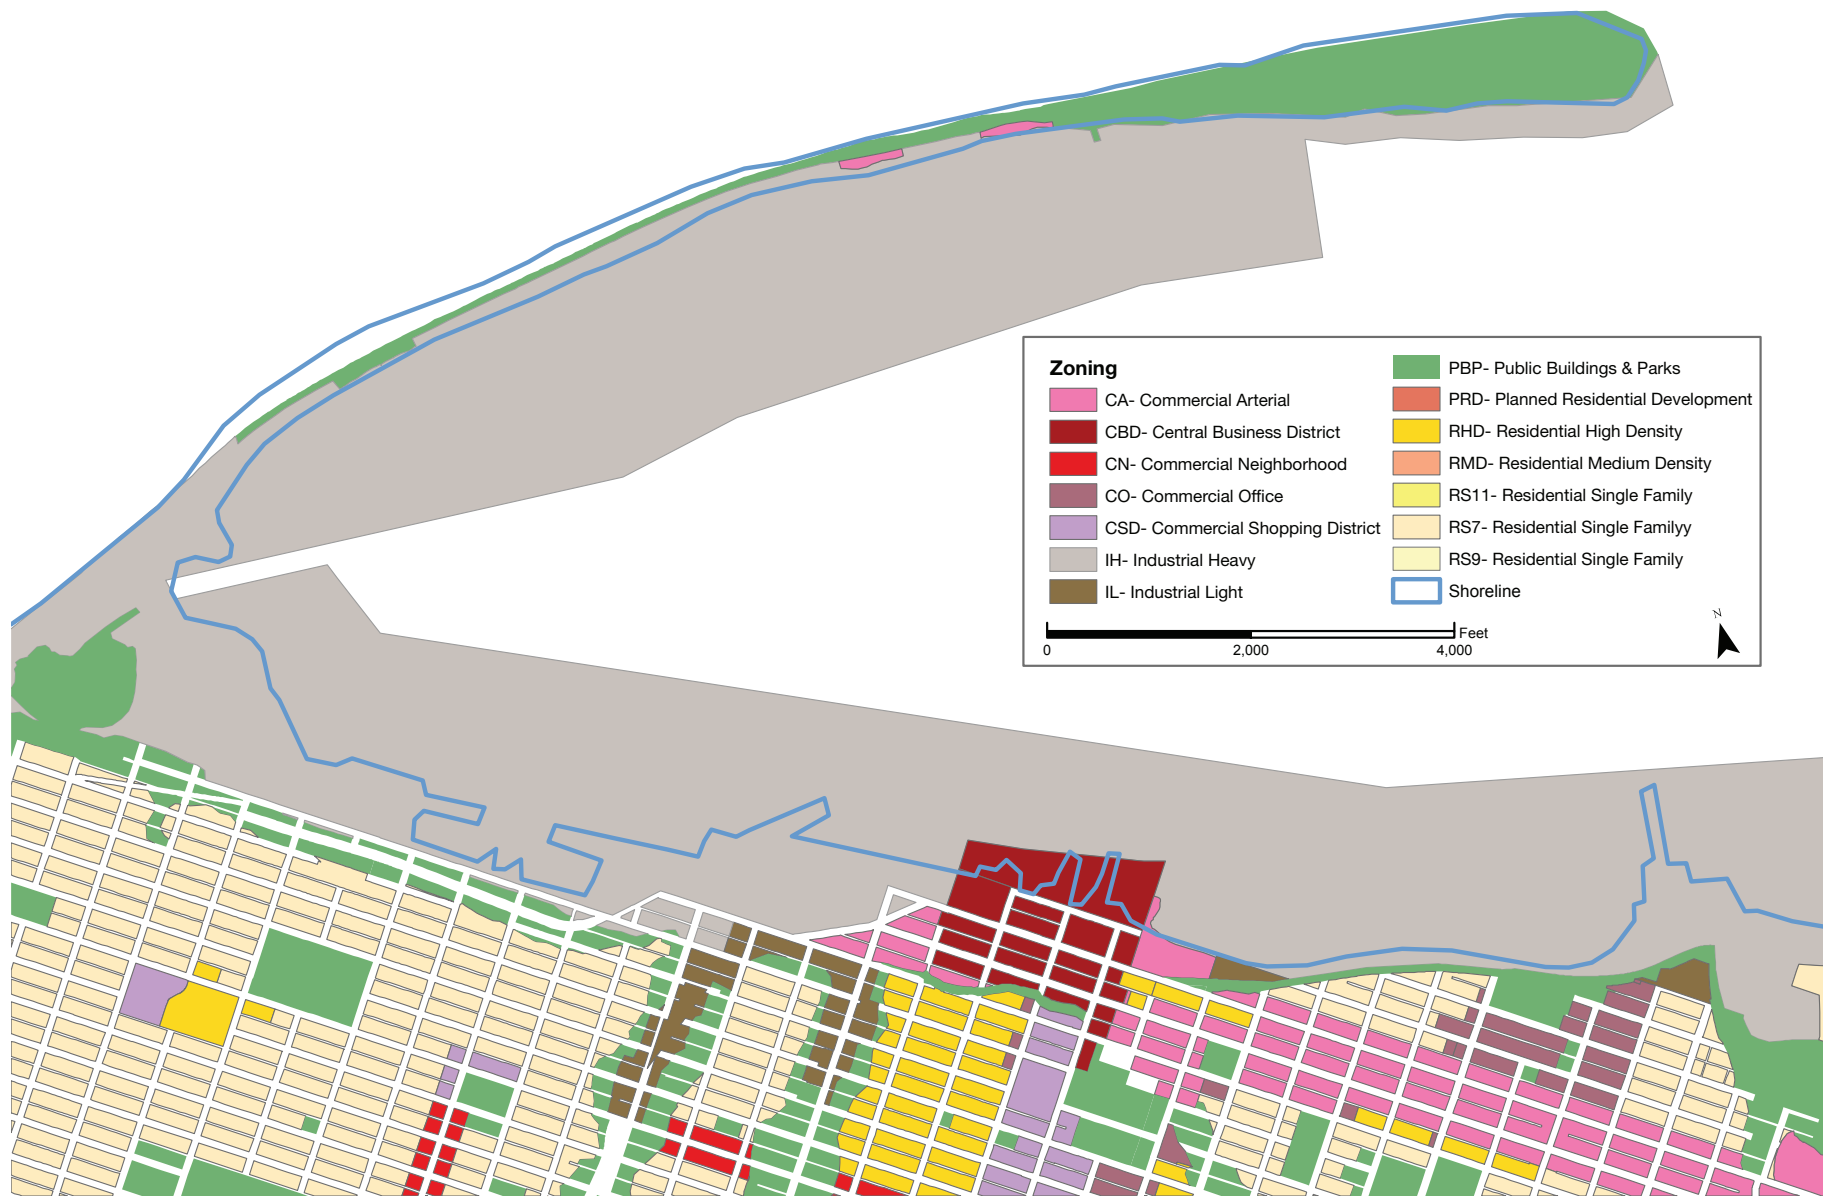 Zoning
CA- Commercial Arterial
CBD- Central Business District
CN- Commercial Neighborhood
CO- Commercial Office
CSD- Commercial Shopping District
IH- Industrial Heavy
IL- Industrial Light
PBP- Public Buildings & Parks
PRD- Planned Residential Development
RHD- Residential High Density
RMD- Residential Medium Density
RS11- Residential Single Family
RS7- Residential Single Familyy
RS9- Residential Single Family
Shoreline
Feet
0 2,000 4,000
N